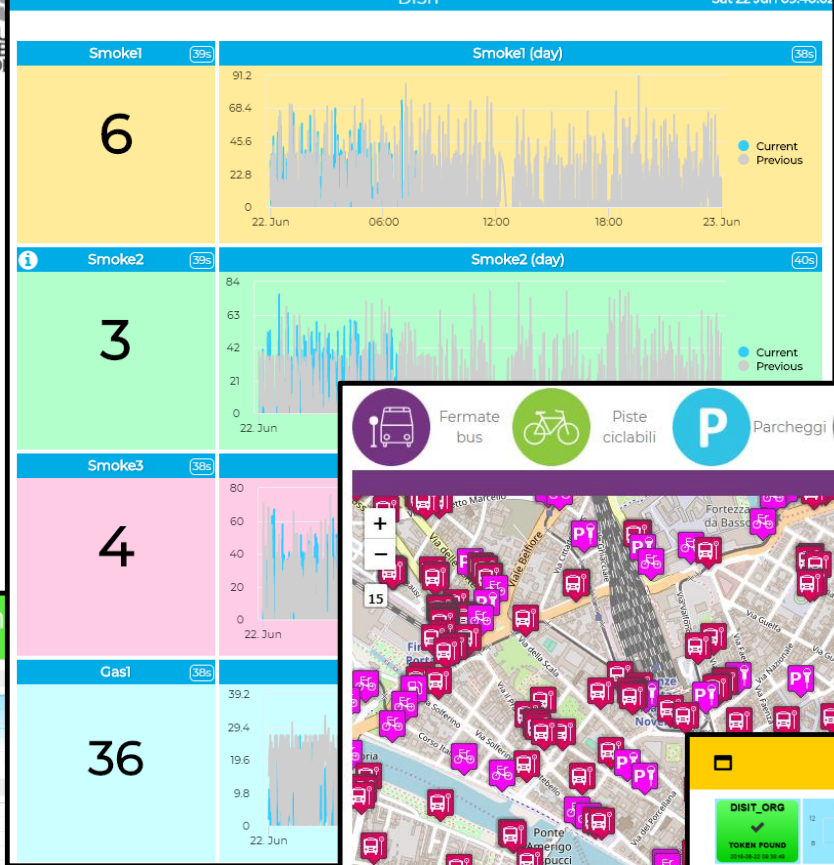 DISIT
Sat 22 Jun 09:40:02
Smoke1 39s
Smoke1 (day) 38s
6
91.2
68.4
45.6
22.8
0
22. Jun 06:00 12:00 18:00 23. Jun
Current
Previous
Smoke2 39s
Smoke2 (day) 40s
3
84
63
42
21
0
22. Jun
Current
Previous
Smoke3 38s
4
80
60
40
20
0
22. Jun
Gas1 38s
36
39.2
29.4
19.6
9.8
0
22. Jun
Fermate
bus
Piste
ciclabili
P
Parcheggi
+
−
15
Fortezza
da Basso
Viale Belfiore
Via della Scala
Via Guelfa
Via Nazionale
Via Faenza
Via Solferino
Corso
Via del Porcellana
Ponte
Amerigo
DISIT_ORG
TOKEN FOUND
12
8